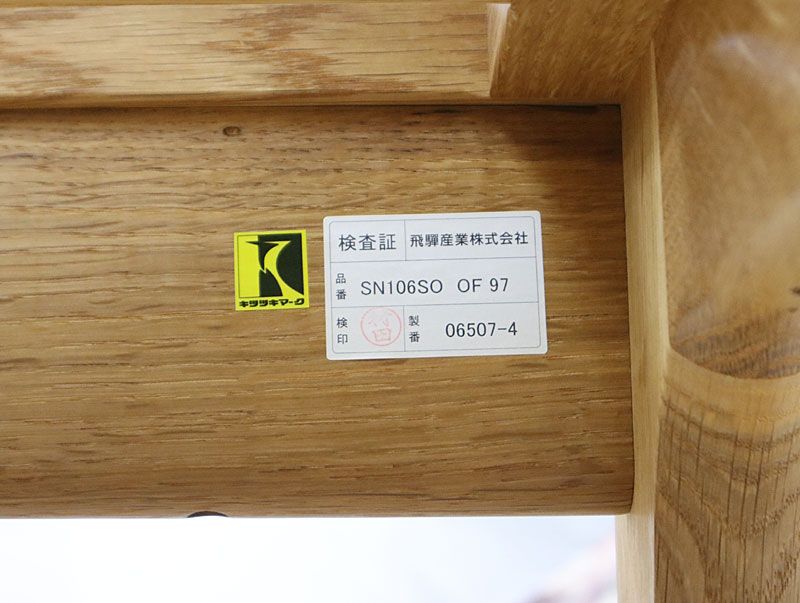 キツツキマーク
検査証 飛騨産業株式会社
品番 SN106SO OF 97
検印 製番 06507-4